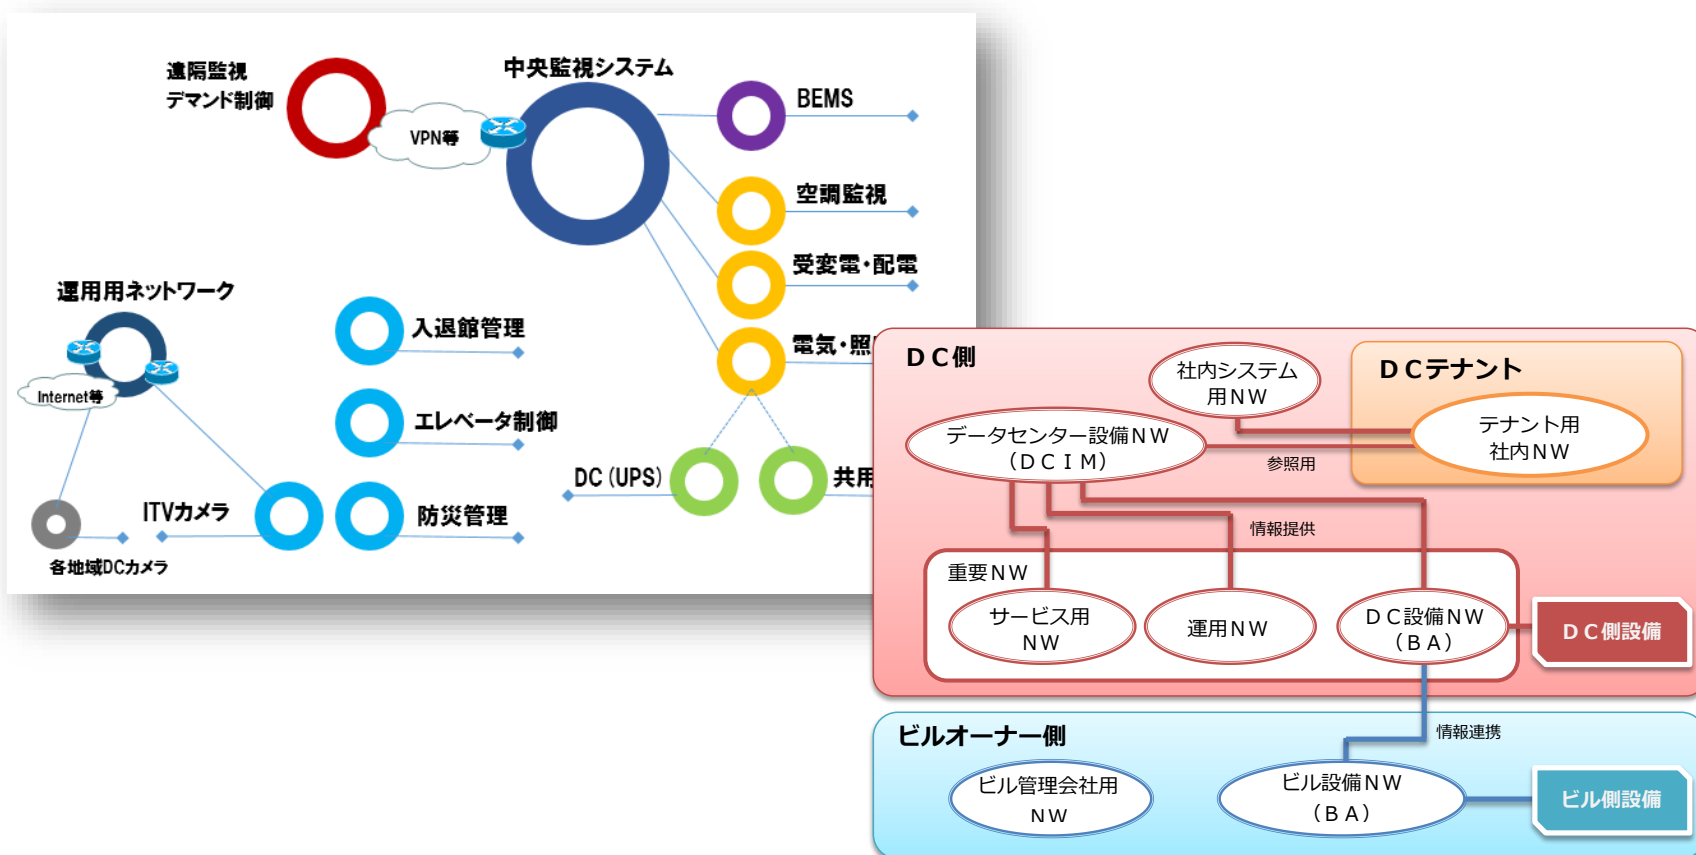 遠隔監視
デマンド制御
VPN等
中央監視システム
BEMS
空調監視
受変電・配電
電気・照
運用用ネットワーク
Internet等
入退館管理
エレベータ制御
防災管理
ITVカメラ
各地域DCカメラ
DC(UPS)
共用
ＤＣ側
社内システム
用ＮＷ
ＤＣテナント
テナント用
社内ＮＷ
データセンター設備ＮＷ
（ＤＣＩＭ）
参照用
情報提供
重要ＮＷ
サービス用
ＮＷ
運用ＮＷ
ＤＣ設備ＮＷ
（ＢＡ）
ＤＣ側設備
ビルオーナー側
情報連携
ビル管理会社用
ＮＷ
ビル設備ＮＷ
（ＢＡ）
ビル側設備